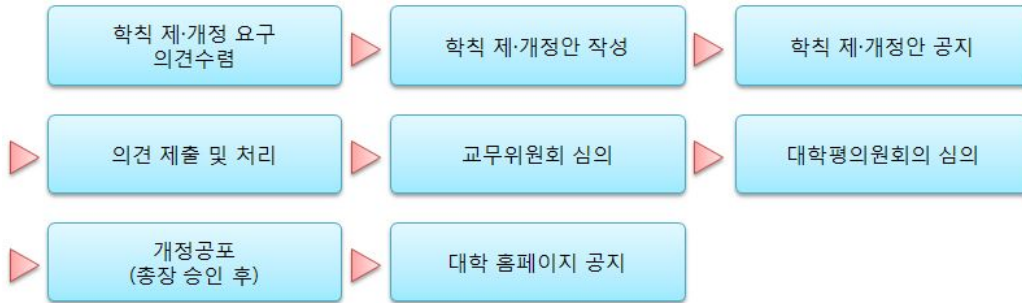 학칙 제·개정 요구
의견수렴
학칙 제·개정안 작성
학칙 제·개정안 공지
의견 제출 및 처리
교무위원회 심의
대학평의원회의 심의
개정공포
(총장 승인 후)
대학 홈페이지 공지